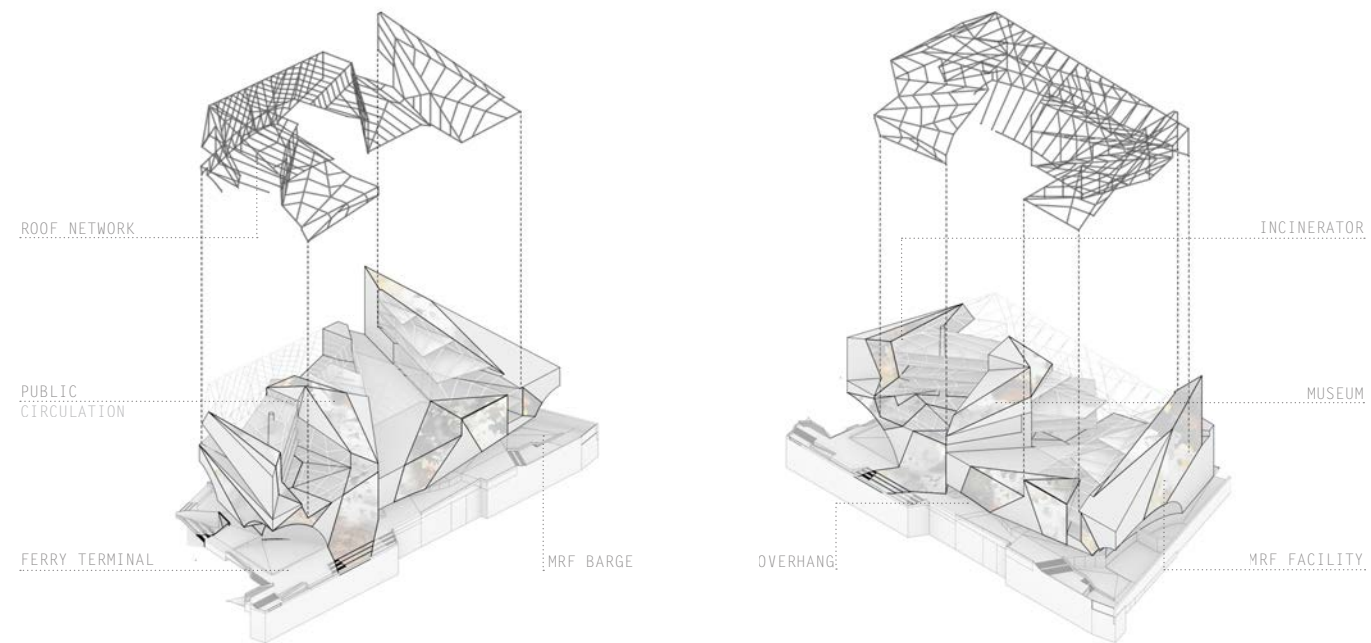 ROOF NETWORK
INCINERATOR
PUBLIC
CIRCULATION
MUSEUM
FERRY TERMINAL
MRF BARGE
OVERHANG
MRF FACILITY